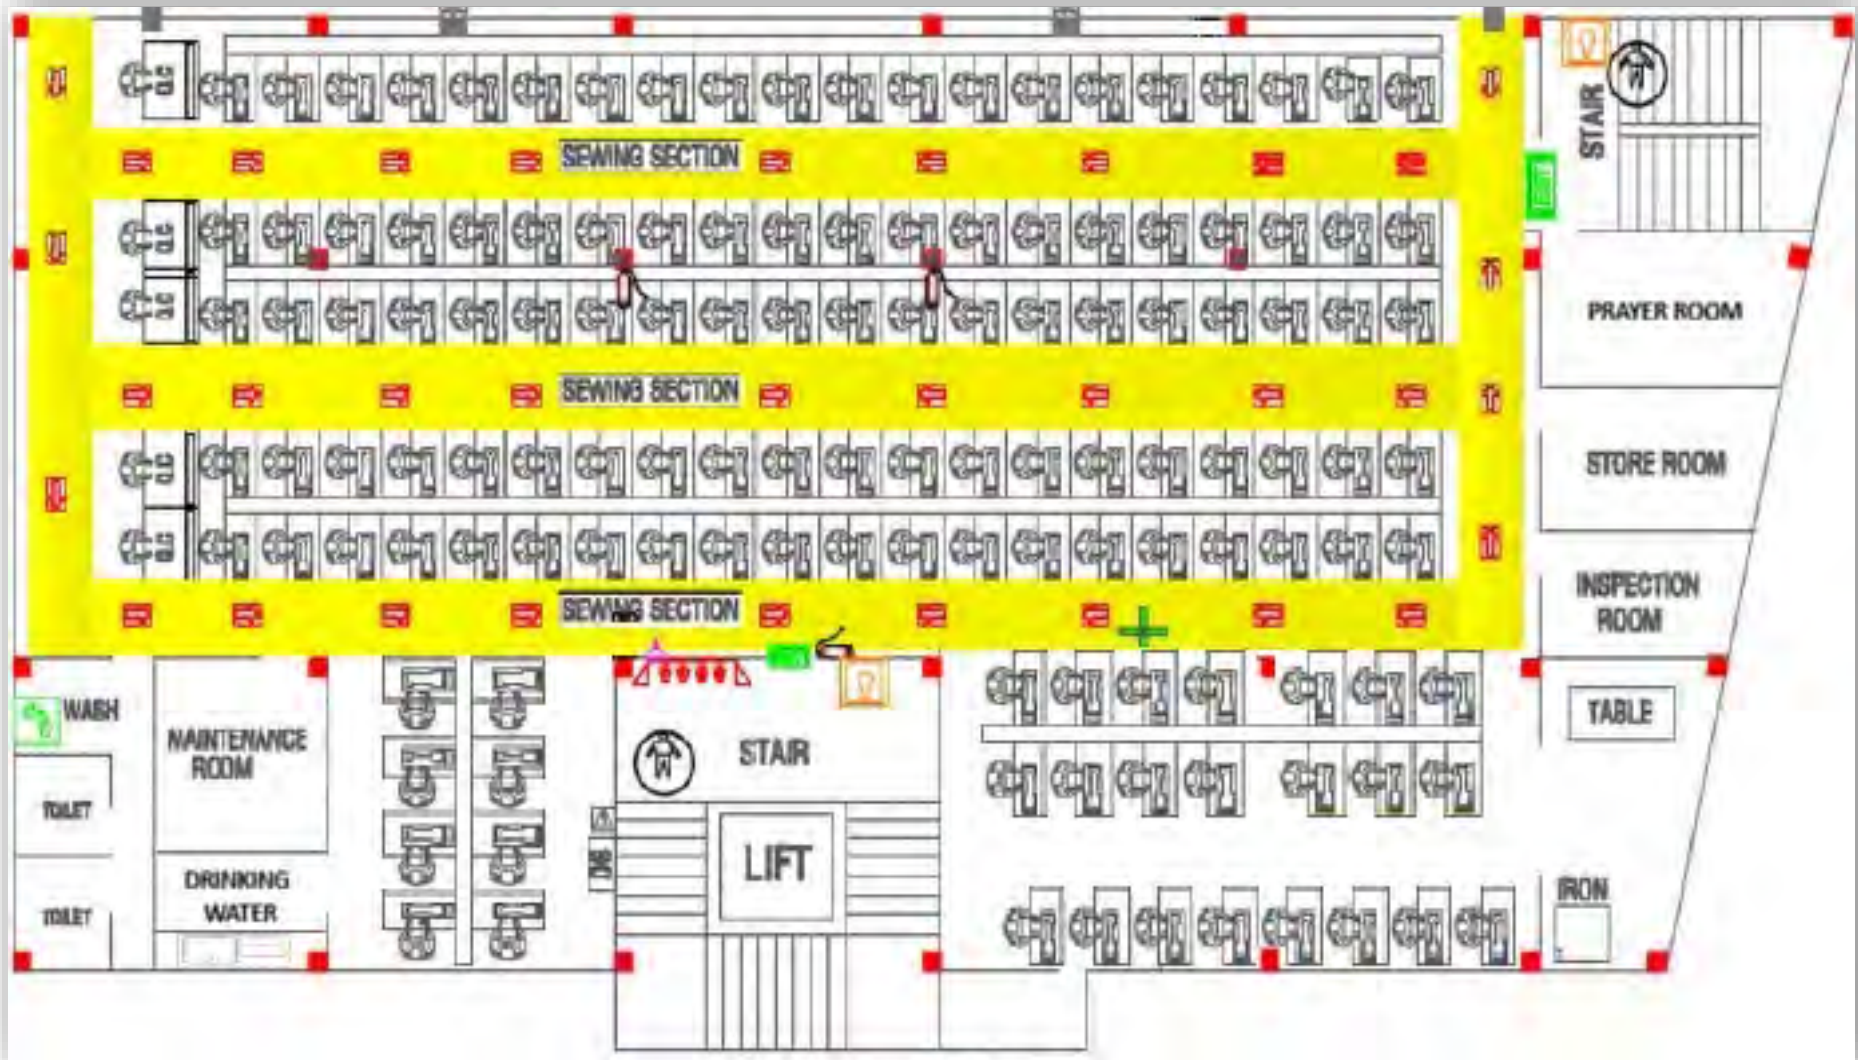 Q.C
SEWING SECTION
STAIR
Q.C
Q.C
PRAYER ROOM
SEWING SECTION
Q.C
STORE ROOM
Q.C
INSPECTION
ROOM
SEWING SECTION
WASH
MAINTENANCE
ROOM
STAIR
TABLE
TOILET
LIFT
DRINKING
WATER
TOILET
IRON